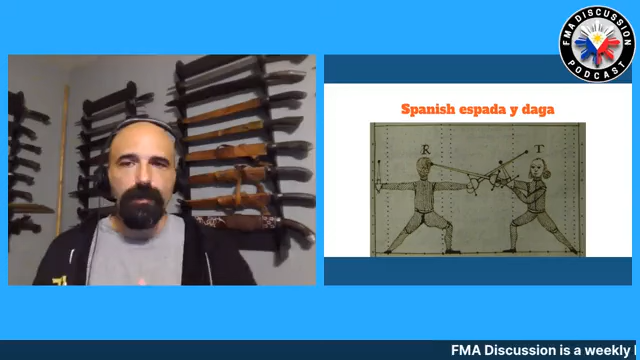 FMA DISCUSSION
PODCAST
Spanish espada y daga
R
T
FMA Discussion is a weekly